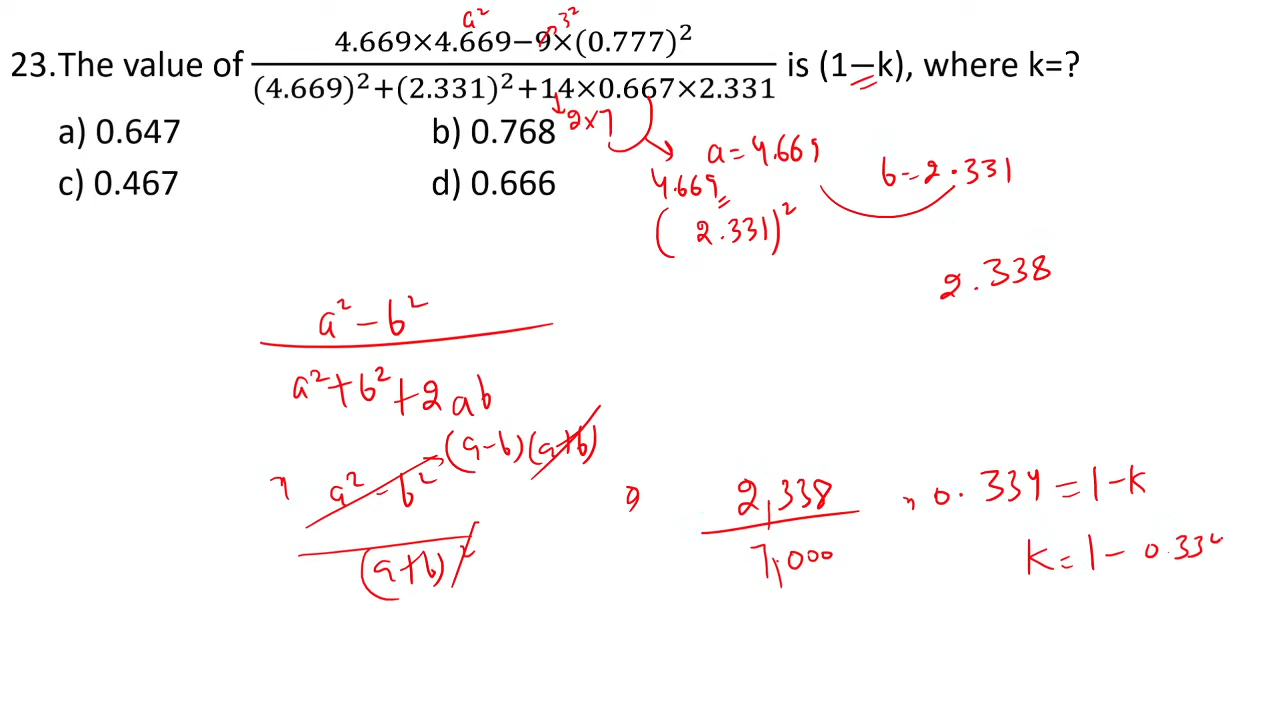 a² 3²
4.669×4.669−9×(0.777)²
23.The value of ——— is (1−k), where k=?
(4.669)²+(2.331)²+14×0.667×2.331
a) 0.647 b) 0.768
2×7
a = 4.669 b = 2.331
c) 0.467 d) 0.666
4.669
(2.331)²
2.338
a² − b²
a² + b² + 2ab
(a−b)(a+b)
a² − b²
(a+b)²
2.338
7.000
0.334 = 1−k
k = 1 −